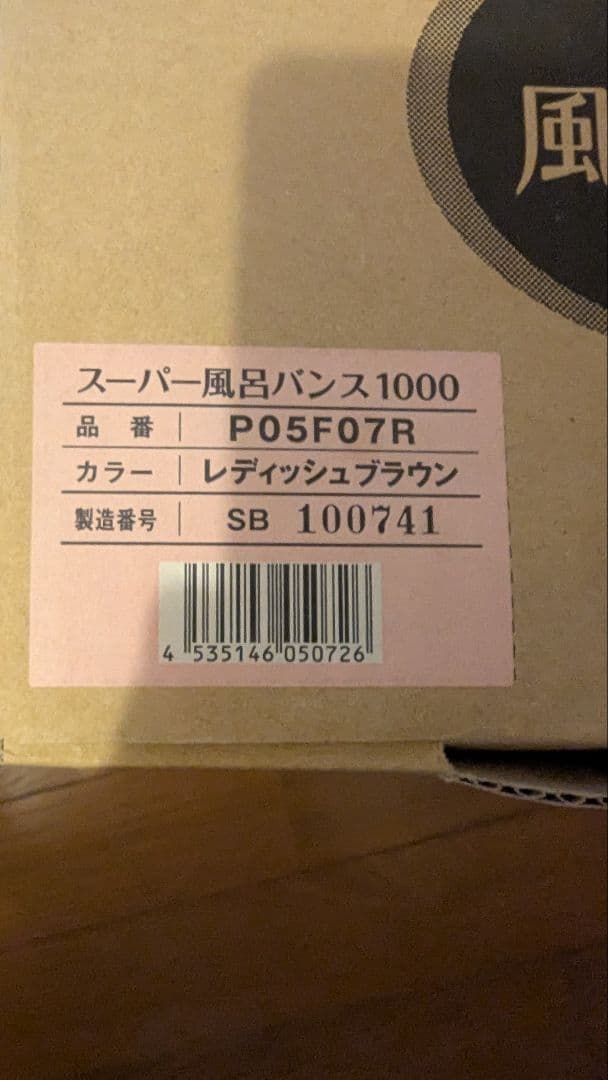 風
スーパー風呂バンス1000
品番 P05F07R
カラー レディッシュブラウン
製造番号 SB 100741
4 535146 050726